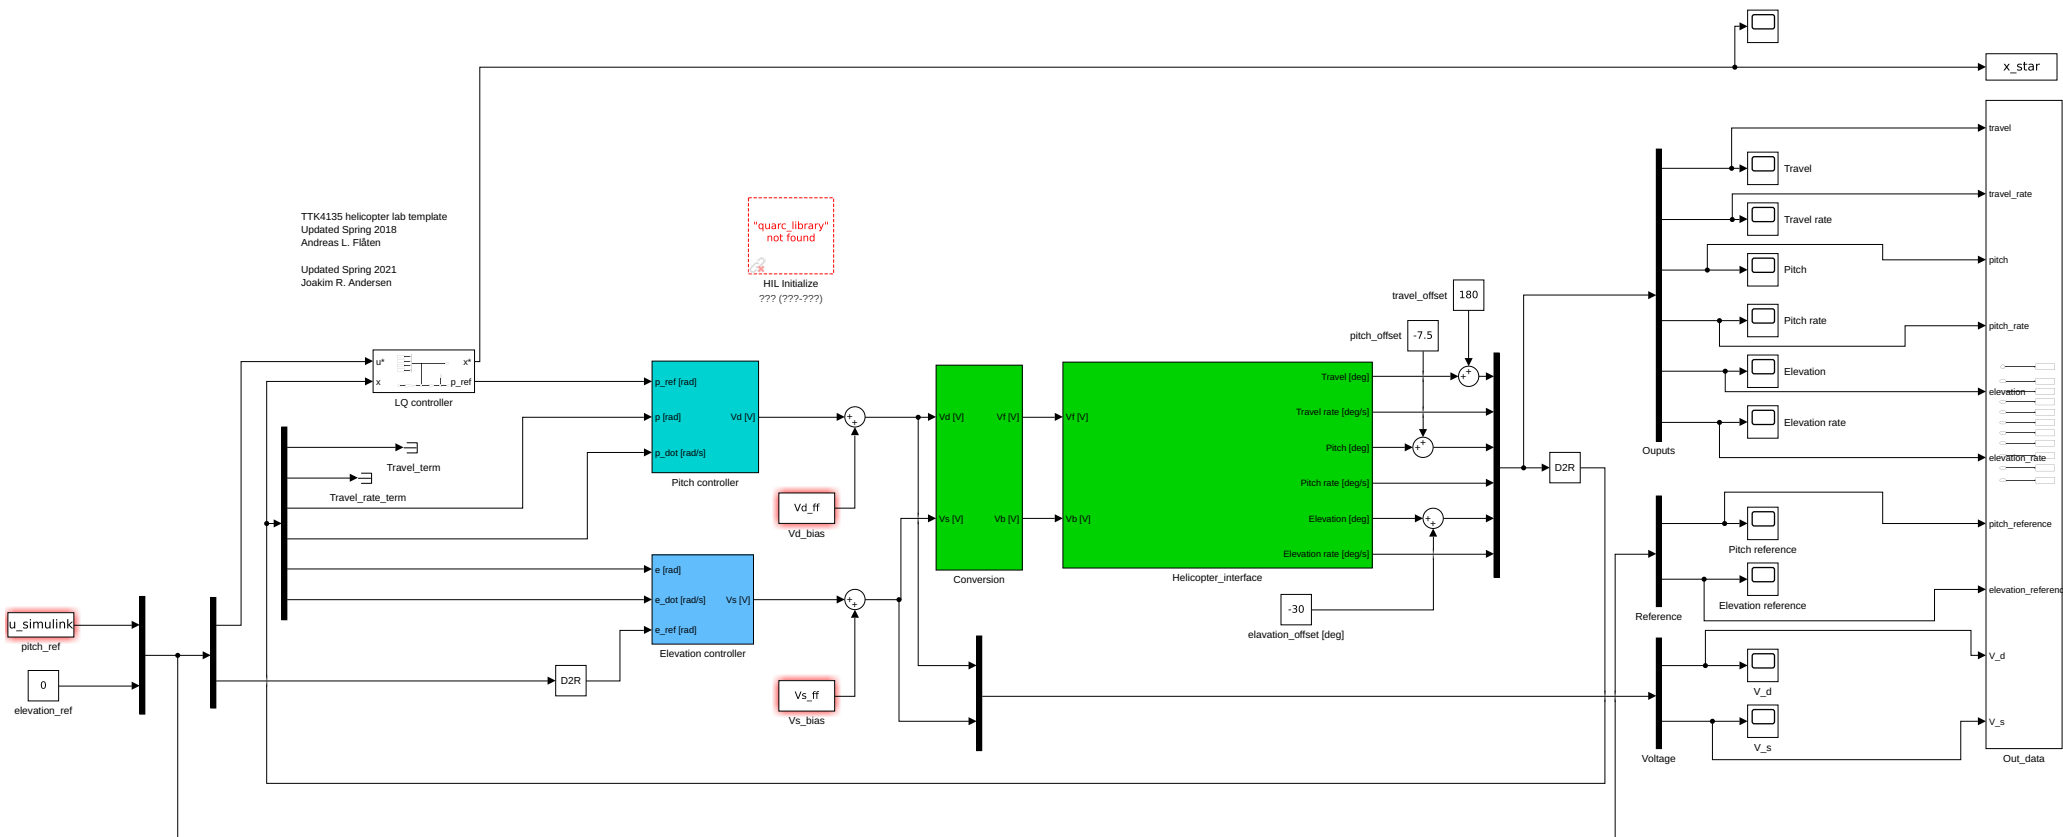 x_star
TTK4135 helicopter lab template
Updated Spring 2018
Andreas L. Flåten
Updated Spring 2021
Joakim R. Andersen
"quarc_library"
not found
HIL Initialize
??? (???-???)
travel_offset
180
pitch_offset
-7.5
u*
x
x*
p_ref
LQ controller
Travel_term
Travel_rate_term
p_ref [rad]
p [rad]
p_dot [rad/s]
Vd [V]
Pitch controller
Vd_ff
Vd_bias
e [rad]
e_dot [rad/s]
e_ref [rad]
Vs [V]
Elevation controller
Vs_ff
Vs_bias
u_simulink
pitch_ref
0
elevation_ref
D2R
Vd [V]
Vs [V]
Vf [V]
Vb [V]
Conversion
Vf [V]
Vb [V]
Travel [deg]
Travel rate [deg/s]
Pitch [deg]
Pitch rate [deg/s]
Elevation [deg]
Elevation rate [deg/s]
Helicopter_interface
-30
elavation_offset [deg]
D2R
Travel
Travel rate
Pitch
Pitch rate
Elevation
Elevation rate
Ouputs
Pitch reference
Elevation reference
Reference
V_d
V_s
Voltage
travel
travel_rate
pitch
pitch_rate
elevation
elevation_rate
pitch_reference
elevation_referenc
V_d
V_s
Out_data